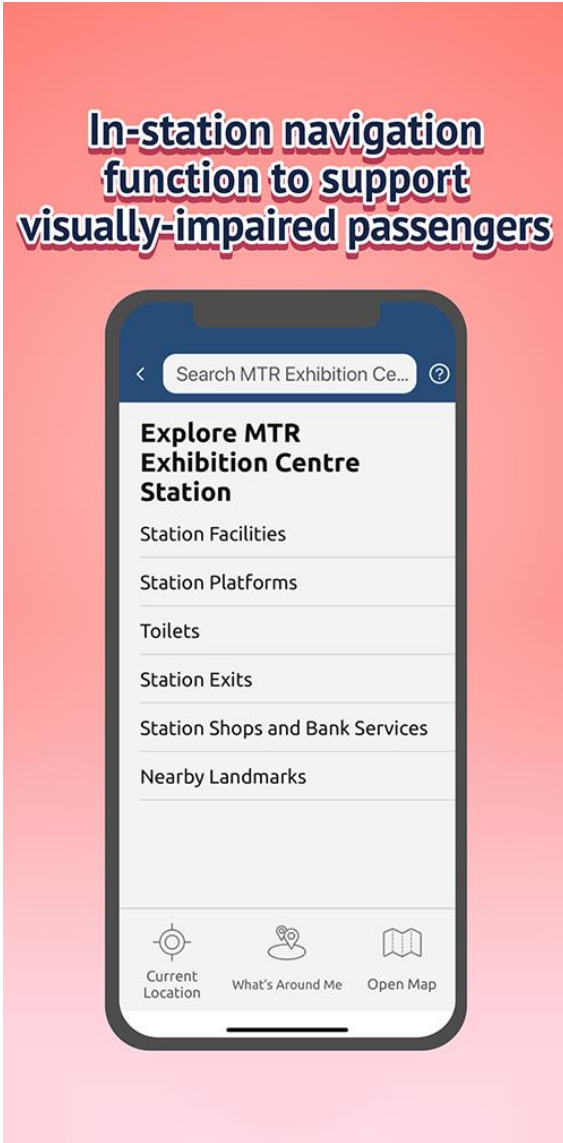 In-station navigation
function to support
visually-impaired passengers
Search MTR Exhibition Ce...
Explore MTR
Exhibition Centre
Station
Station Facilities
Station Platforms
Toilets
Station Exits
Station Shops and Bank Services
Nearby Landmarks
Current
Location
What's Around Me
Open Map